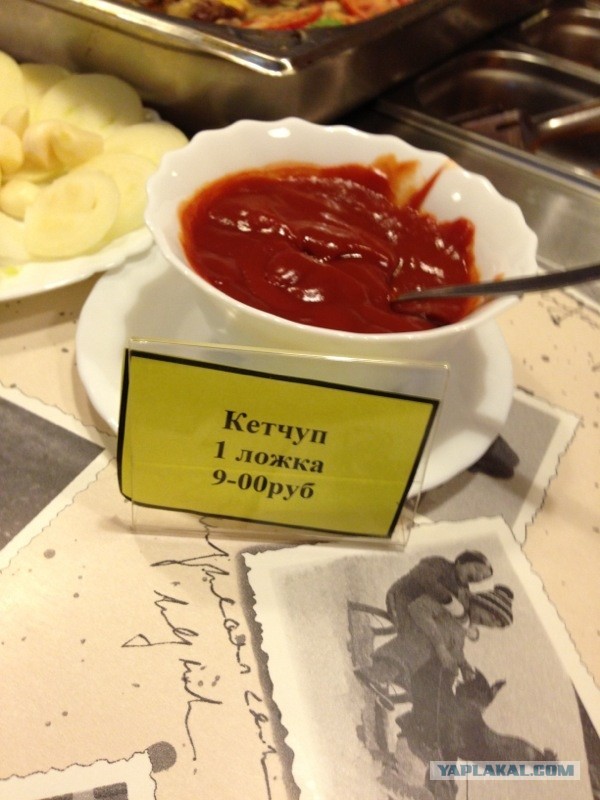 Кетчуп
1 ложка
9-00руб
YAPLAKAL.COM